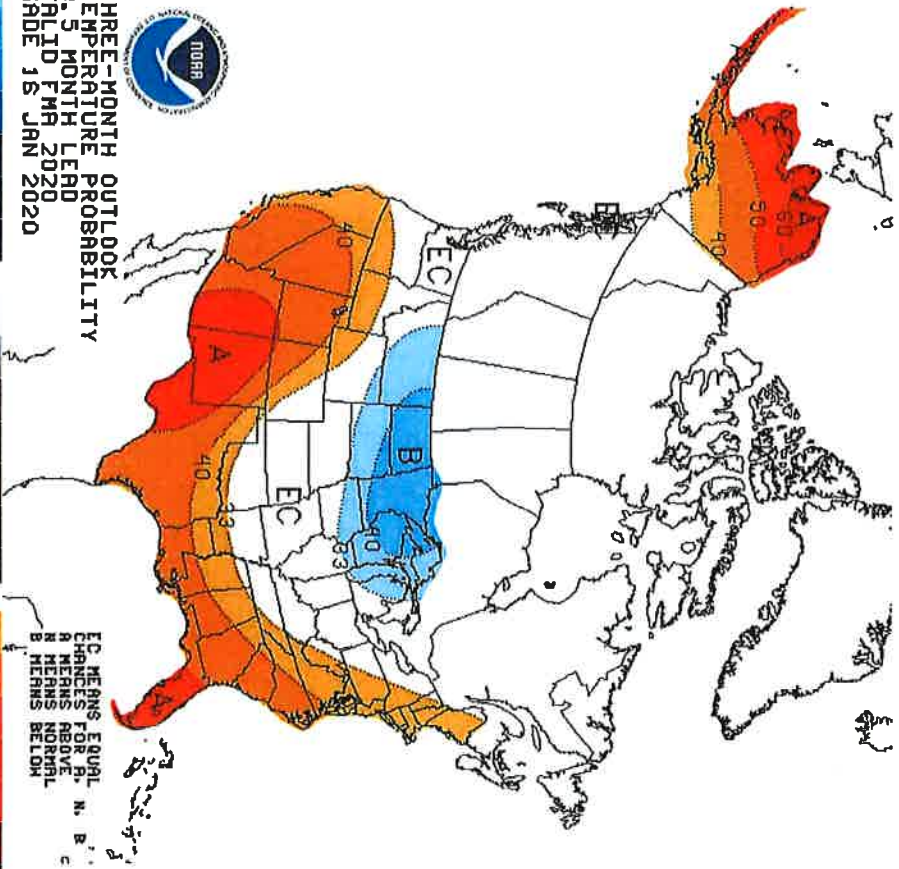 HREE-MONTH OUTLOOK
EMPERATURE PROBABILITY
.5 MONTH LEAD
ALID FMA 2020
ADE 16 JAN 2020
NOAA
EC MEANS EQUAL
CHANCES FOR A, N, B
A MEANS ABOVE
N MEANS NORMAL
B MEANS BELOW
A
60
50
40
E
EC
40
A
B
40
33
EC
33
40
A